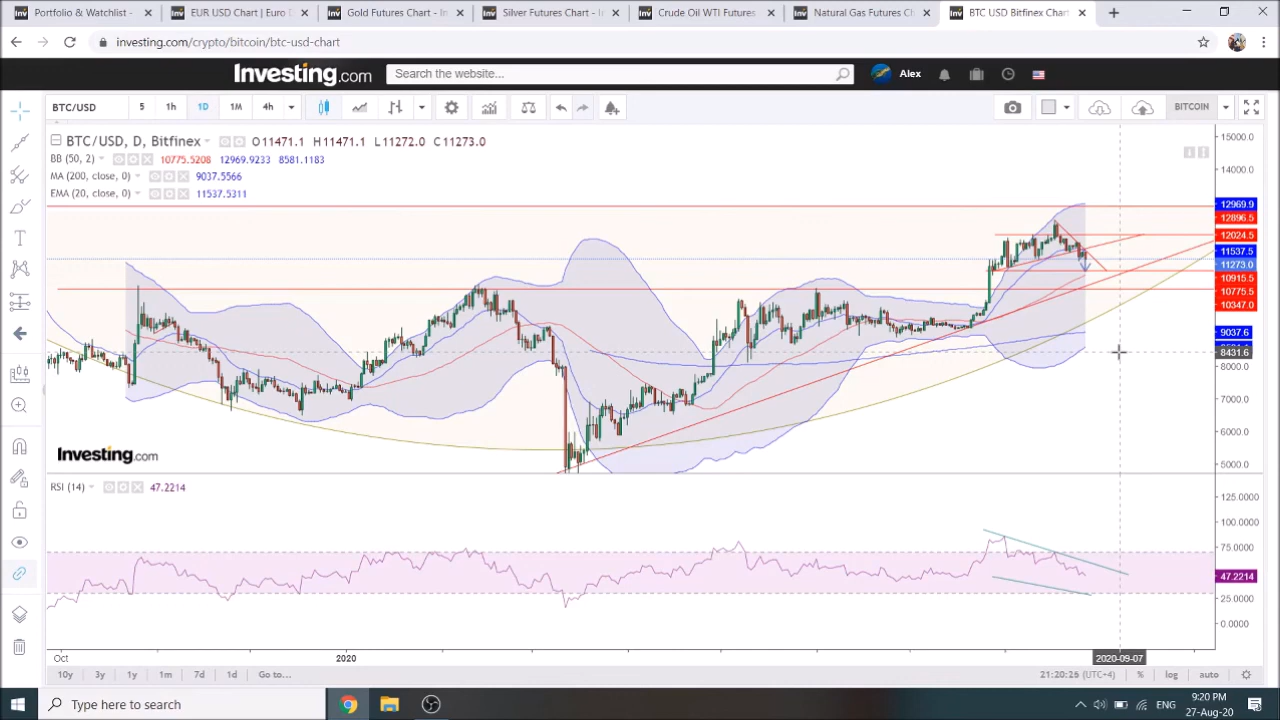 Portfolio & Watchlist -
EUR USD Chart | Euro
Gold Futures Chart - In
Silver Futures Chart - In
Crude Oil WTI Futures
Natural Gas Futures Ch
BTC USD Bitfinex Chart
investing.com/crypto/bitcoin/btc-usd-chart
Investing.com
Search the website...
Alex
BTC/USD 5 1h 1D 1M 4h
BITCOIN
BTC/USD, D, Bitfinex O11471.1 H11471.1 L11272.0 C11273.0
BB (50, 2) 10775.5208 12969.9233 8581.1183
MA (200, close, 0) 9037.5566
EMA (20, close, 0) 11537.5311
15000.0
14000.0
12969.9
12896.5
12024.5
11537.5
11273.0
10915.5
10775.5
10347.0
9037.6
8431.6
8000.0
7000.0
6000.0
5000.0
Investing.com
RSI (14) 47.2214
125.0000
100.0000
75.0000
47.2214
25.0000
0.0000
Oct 2020 2020-09-07
10y 3y 1y 1m 7d 1d Go to... 21:20:26 (UTC+4) % log auto
Type here to search
ENG
9:20 PM
27-Aug-20